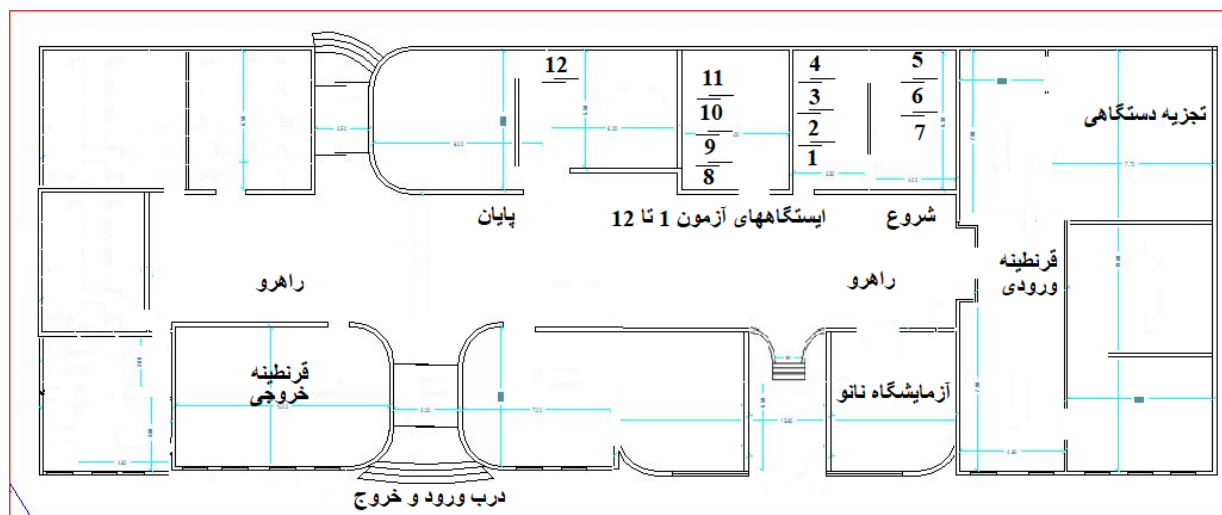 12
11
10
9
8
4
3
2
1
5
6
7
تجزیه دستگاهی
شروع
ایستگاههای آزمون 1 تا 12
پایان
قرنطینه
ورودی
راهرو
راهرو
قرنطینه
خروجی
آزمایشگاه نانو
درب ورود و خروج